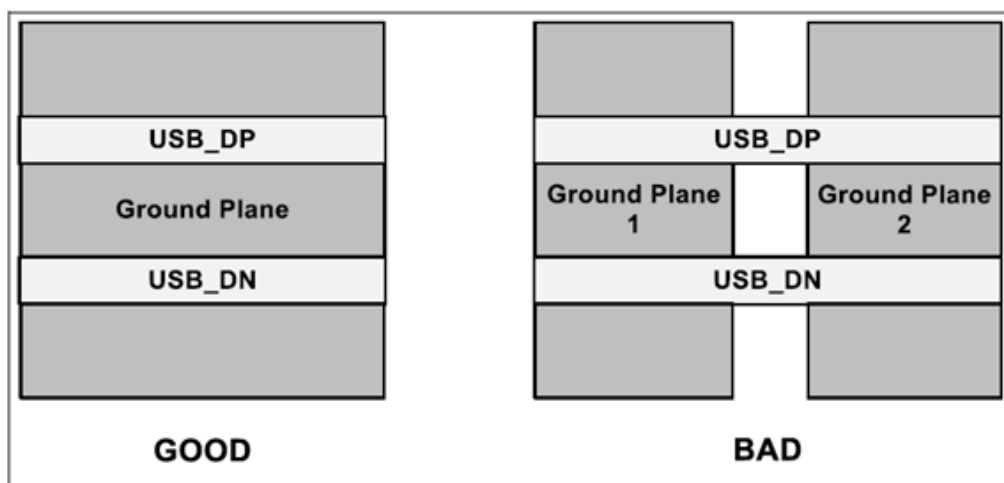 USB_DP
Ground Plane
USB_DN
GOOD
USB_DP
Ground Plane
1
Ground Plane
2
USB_DN
BAD